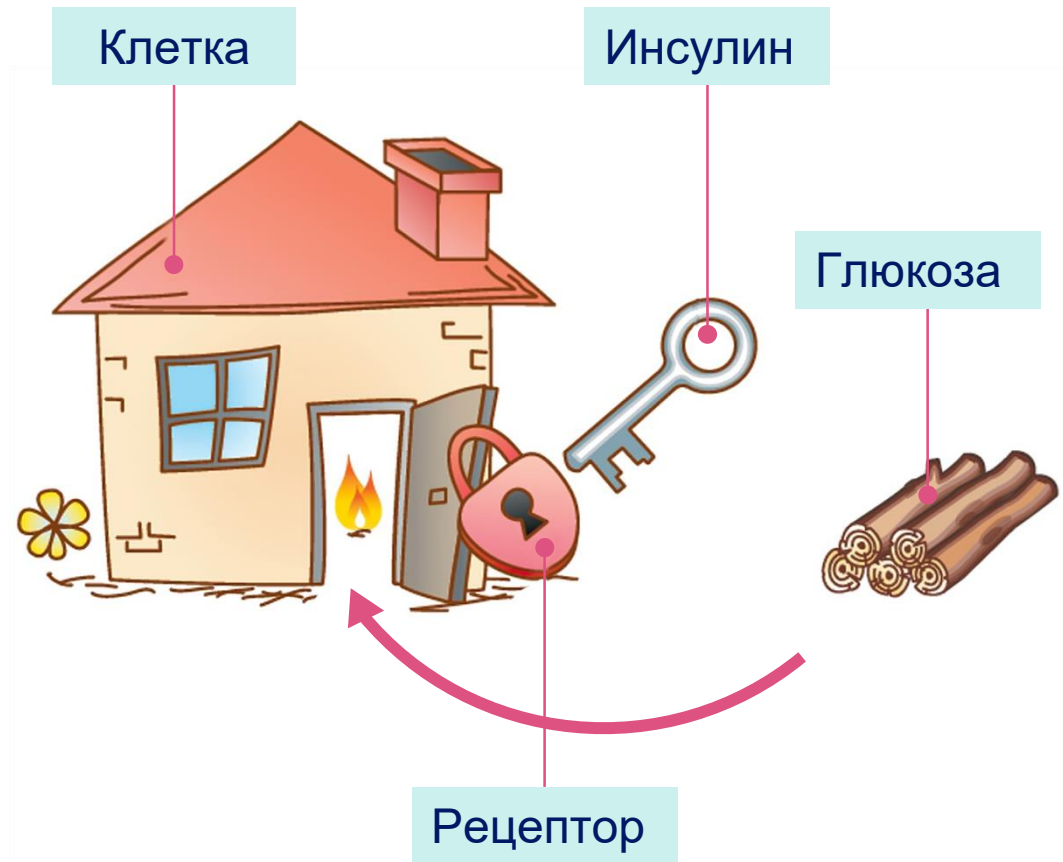 Клетка
Инсулин
Глюкоза
Рецептор